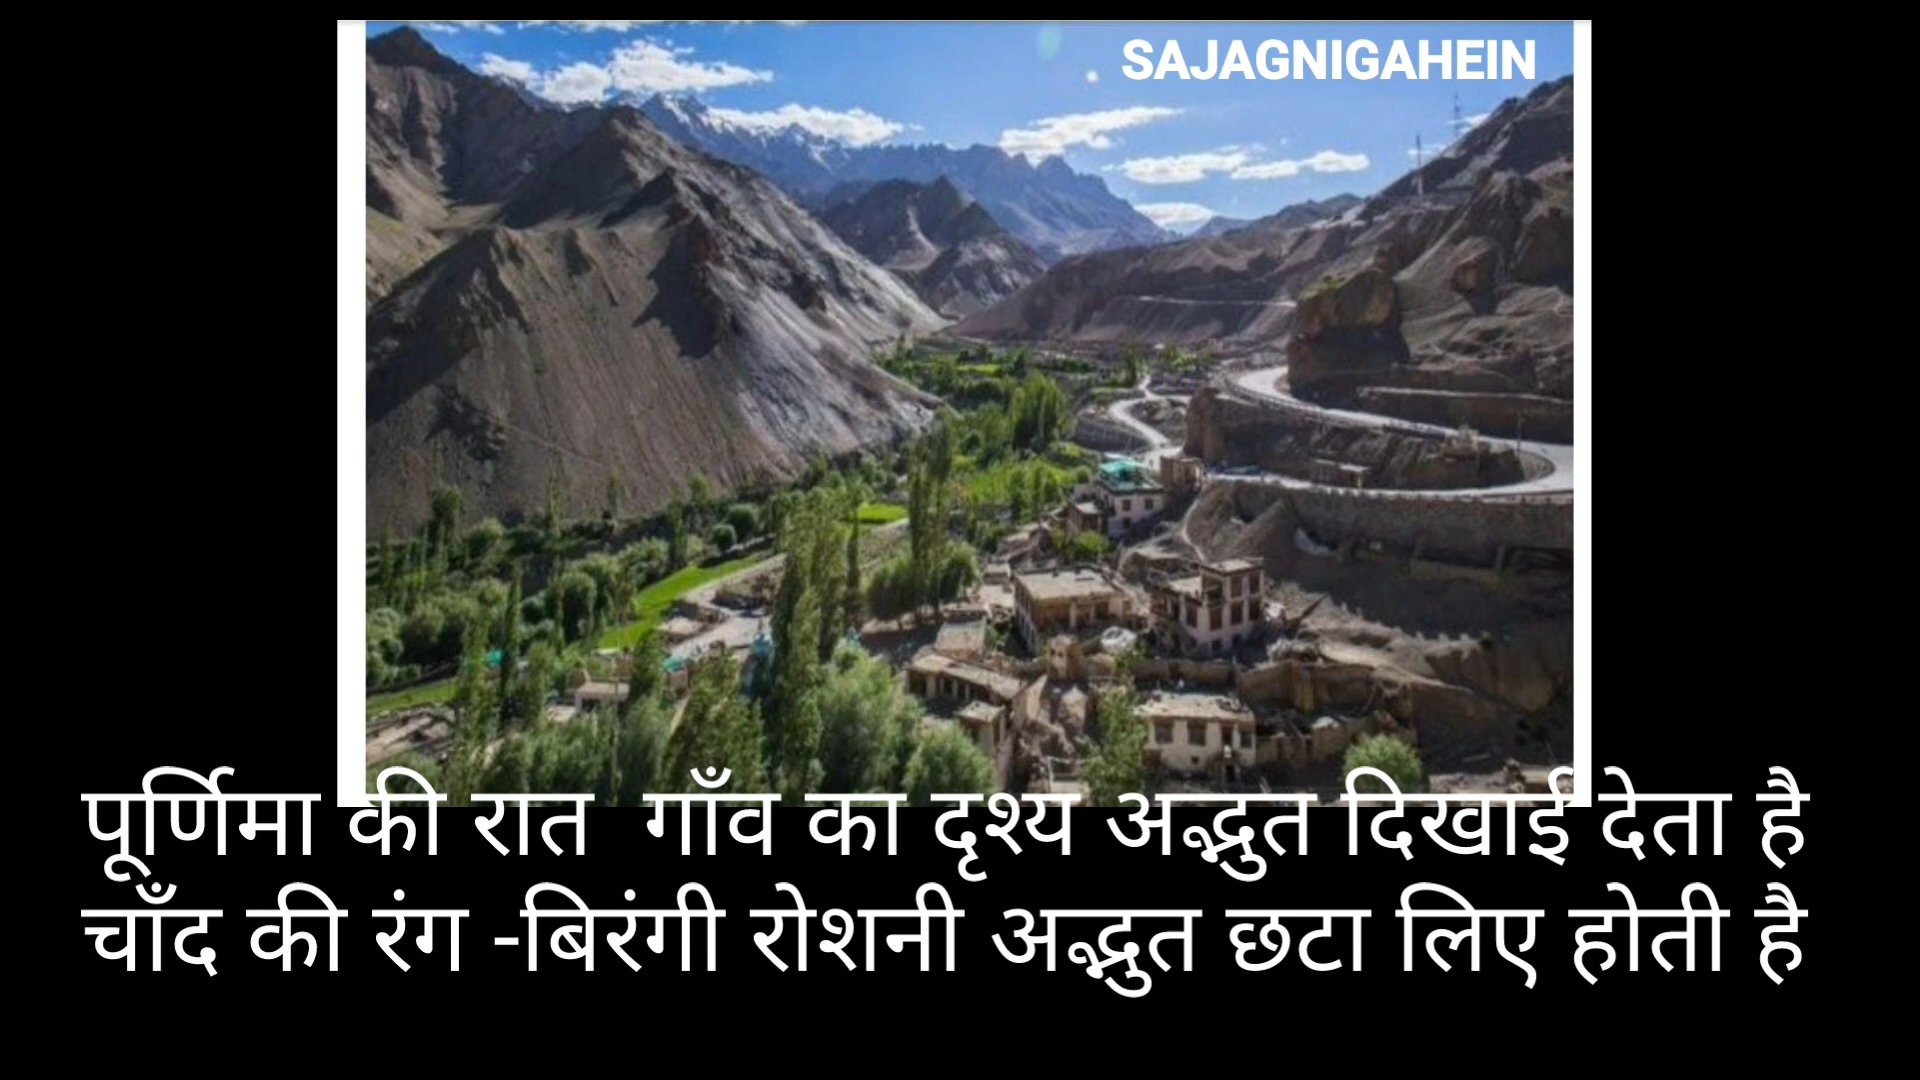 SAJAGNIGAHEIN
पूर्णिमा की रात  गाँव का दृश्य अद्भुत दिखाई देता है
चाँद की रंग -बिरंगी रोशनी अद्भुत छटा लिए होती है